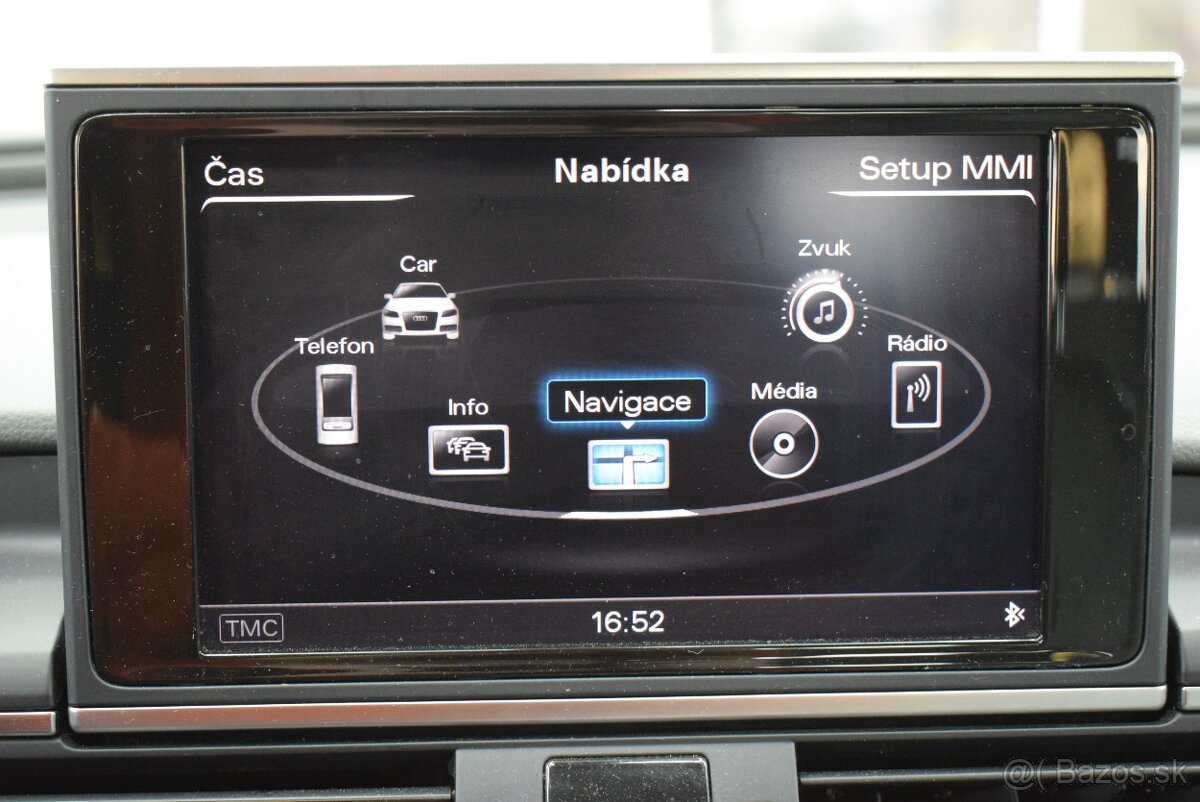 Čas
Nabídka
Setup MMI
Zvuk
Car
Telefon
Rádio
Info
Navigace
Média
TMC
16:52
@( Bazos.sk